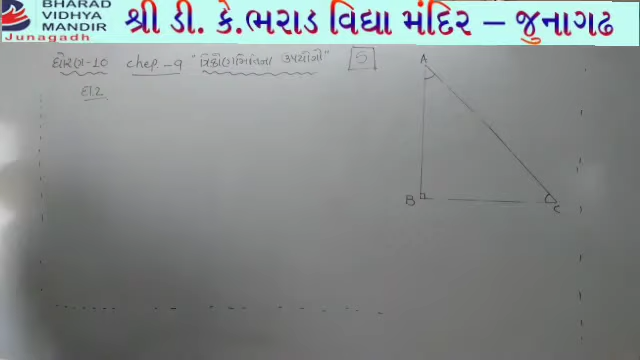 BHARAD
VIDHYA
MANDIR
Junagadh
શ્રી ડી. કે.ભરાડ વિદ્યા મંદિર – જુનાગઢ
ધોરણ-10 chep-9 "ત્રિકોણમિતિના ઉપયોગો" 5
દા.2
A
B
C